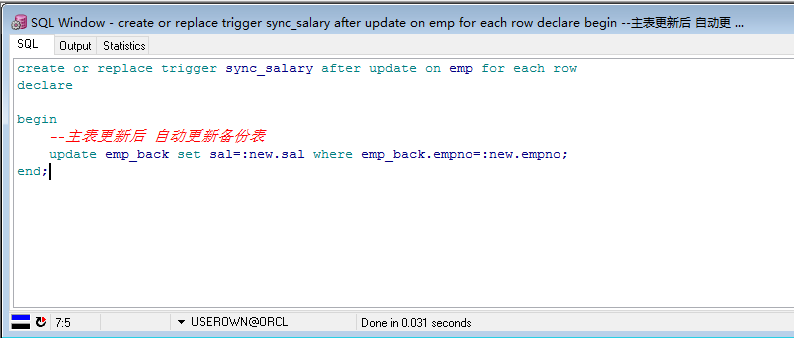 SQL Window - create or replace trigger sync_salary after update on emp for each row declare begin --主表更新后 自动更 ...
SQL Output Statistics
create or replace trigger sync_salary after update on emp for each row
declare
begin
--主表更新后 自动更新备份表
update emp_back set sal=:new.sal where emp_back.empno=:new.empno;
end;
7:5 USEROWN@ORCL Done in 0.031 seconds